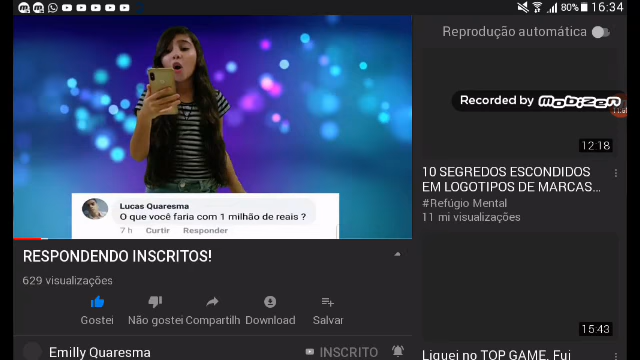 80% 16:34
Reprodução automática
Recorded by MOBIZEN
12:18
10 SEGREDOS ESCONDIDOS
EM LOGOTIPOS DE MARCAS...
#Refúgio Mental
11 mi visualizações
Lucas Quaresma
O que você faria com 1 milhão de reais ?
7 h Curtir Responder
RESPONDENDO INSCRITOS!
629 visualizações
Gostei Não gostei Compartilh Download Salvar
Emilly Quaresma
INSCRITO
15:43
Liguei no TOP GAME, Fui